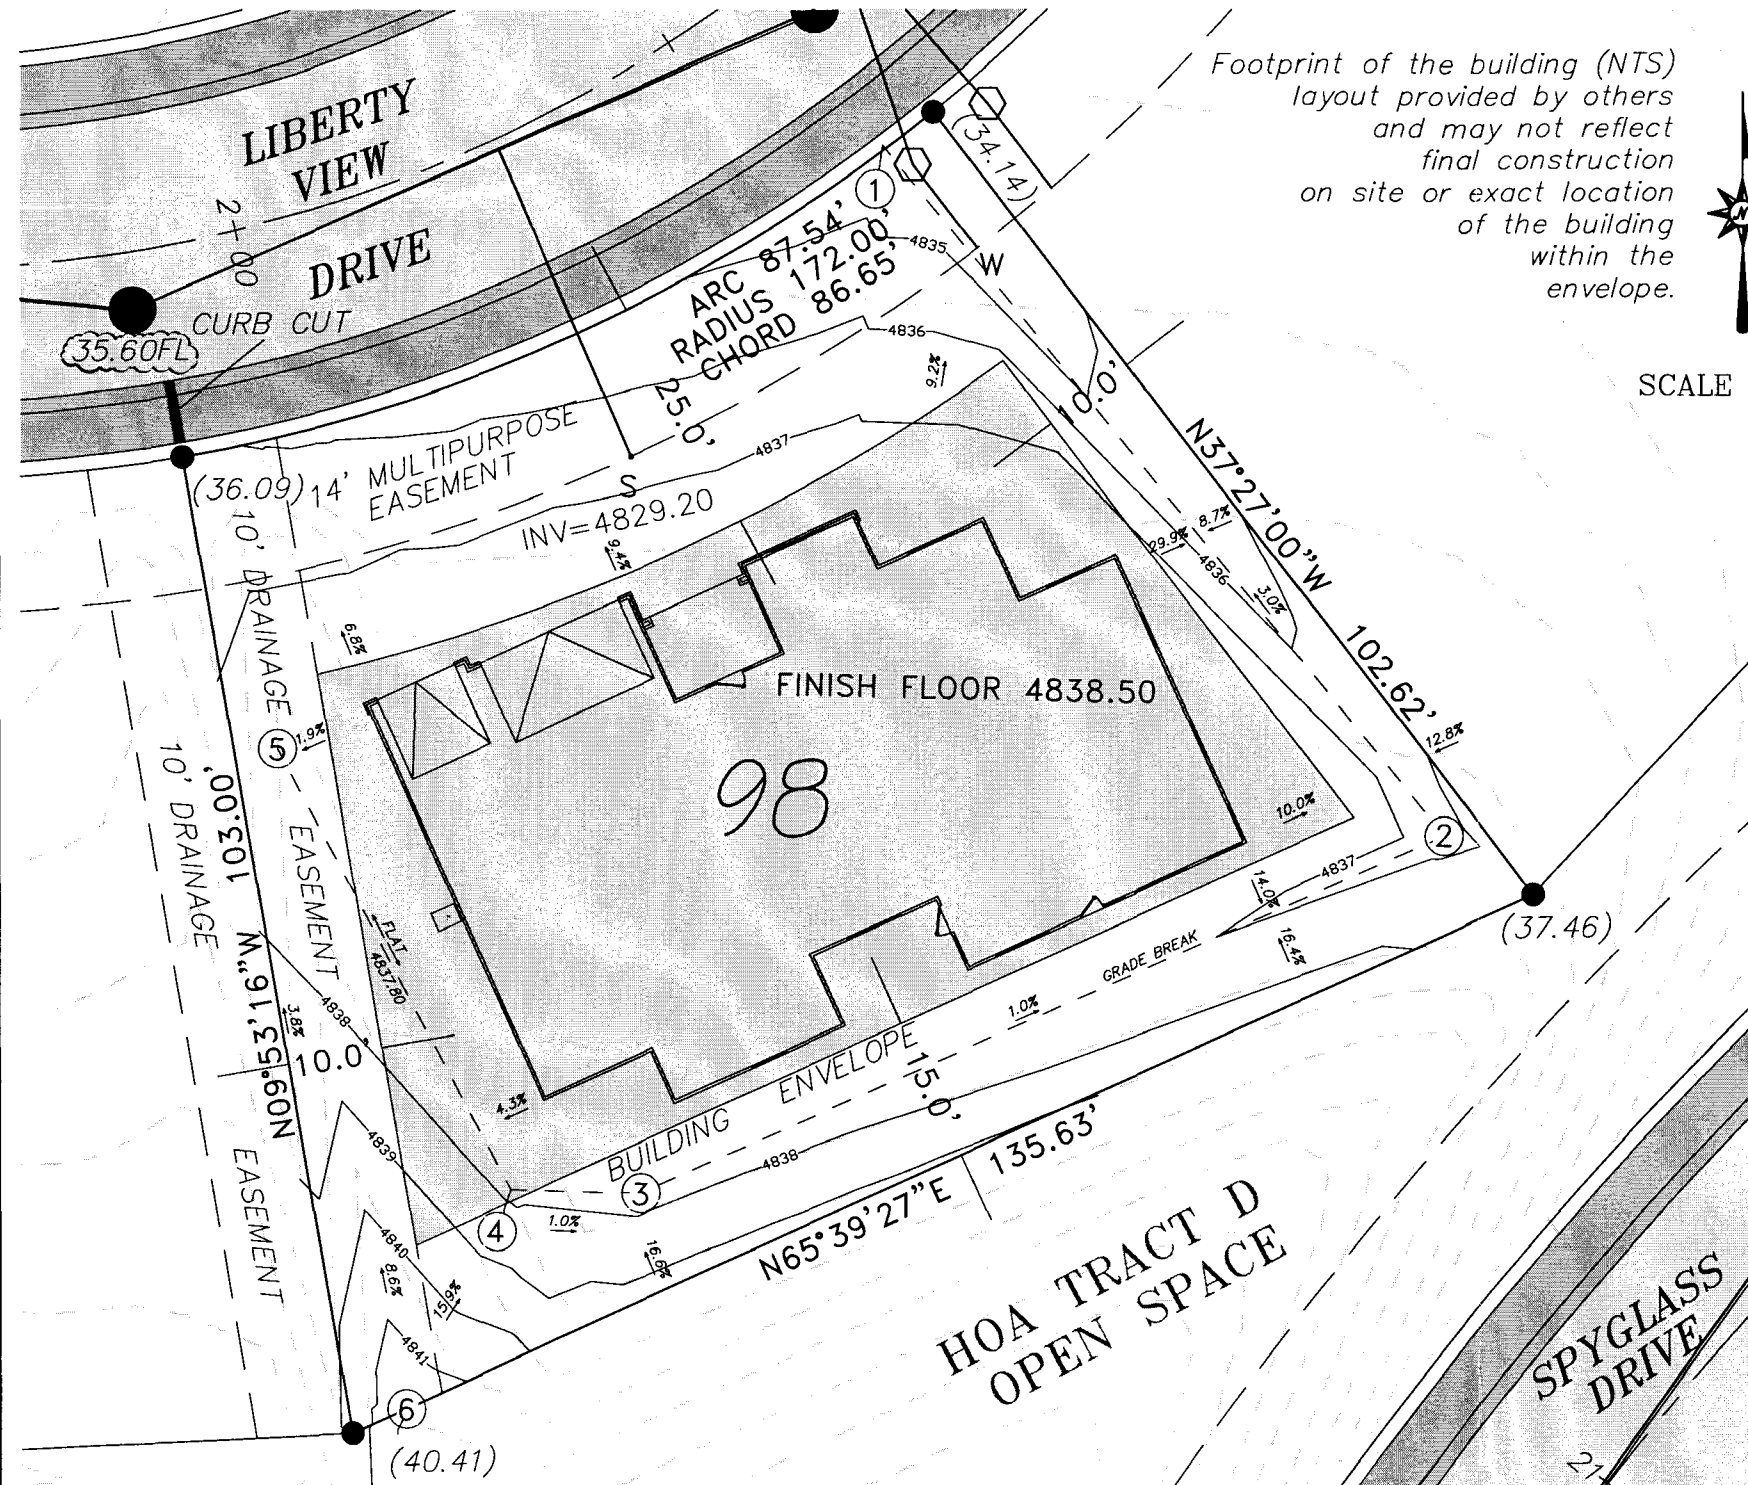 Footprint of the building (NTS)
layout provided by others
and may not reflect
final construction
on site or exact location
of the building
within the
envelope.
N
SCALE
LIBERTY
VIEW
DRIVE
2+00
CURB CUT
35.60FL
(34.14)
1
W
ARC 87.54'
RADIUS 172.00'
CHORD 86.65'
4835
4836
9.2%
25.0'
10.0'
4837
14' MULTIPURPOSE
EASEMENT
(36.09)
S
INV=4829.20
9.4%
10' DRAINAGE
EASEMENT
N37°27'00"W
102.62'
8.7%
29.9%
4836
3.0%
12.8%
6.8%
5
1.9%
FINISH FLOOR 4838.50
98
10.0%
2
4837
14.0%
(37.46)
16.4%
GRADE BREAK
1.0%
10' DRAINAGE
EASEMENT
N09°53'16"W
103.00'
FLAT
4837.80
4838
3.8%
10.0'
4.3%
BUILDING ENVELOPE
15.0'
4838
3
4
1.0%
16.6%
N65°39'27"E
135.63'
4839
4840
8.6%
15.9%
4841
6
(40.41)
HOA TRACT D
OPEN SPACE
SPYGLASS
DRIVE
21